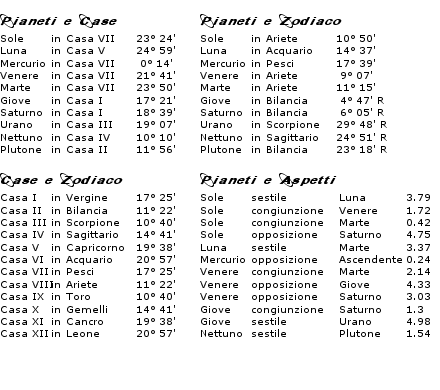 Pianeti e Case
Sole in Casa VII 23° 24'
Luna in Casa V 24° 59'
Mercurio in Casa VII 0° 14'
Venere in Casa VII 21° 41'
Marte in Casa VII 23° 50'
Giove in Casa I 17° 21'
Saturno in Casa I 18° 39'
Urano in Casa III 19° 07'
Nettuno in Casa IV 10° 10'
Plutone in Casa II 11° 56'
Pianeti e Zodiaco
Sole in Ariete 10° 50'
Luna in Acquario 14° 37'
Mercurio in Pesci 17° 39'
Venere in Ariete 9° 07'
Marte in Ariete 11° 15'
Giove in Bilancia 4° 47' R
Saturno in Bilancia 6° 05' R
Urano in Scorpione 29° 48' R
Nettuno in Sagittario 24° 51' R
Plutone in Bilancia 23° 18' R
Case e Zodiaco
Casa I in Vergine 17° 25'
Casa II in Bilancia 11° 22'
Casa III in Scorpione 10° 40'
Casa IV in Sagittario 14° 41'
Casa V in Capricorno 19° 38'
Casa VI in Acquario 20° 57'
Casa VII in Pesci 17° 25'
Casa VIII in Ariete 11° 22'
Casa IX in Toro 10° 40'
Casa X in Gemelli 14° 41'
Casa XI in Cancro 19° 38'
Casa XII in Leone 20° 57'
Pianeti e Aspetti
Sole sestile Luna 3.79
Sole congiunzione Venere 1.72
Sole congiunzione Marte 0.42
Sole opposizione Saturno 4.75
Luna sestile Marte 3.37
Mercurio opposizione Ascendente 0.24
Venere congiunzione Marte 2.14
Venere opposizione Giove 4.33
Venere opposizione Saturno 3.03
Giove congiunzione Saturno 1.3
Giove sestile Urano 4.98
Nettuno sestile Plutone 1.54